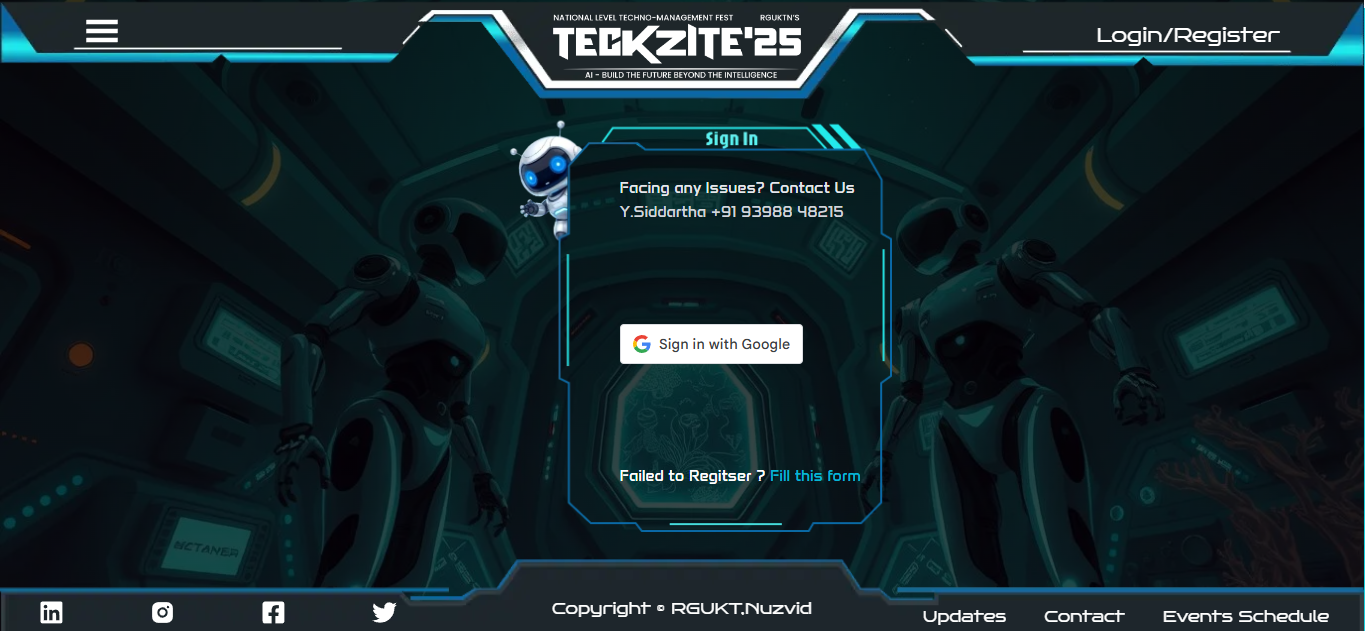 NATIONAL LEVEL TECHNO-MANAGEMENT FEST RGUKTN'S
TECKZITE'25
AI - BUILD THE FUTURE BEYOND THE INTELLIGENCE
Login/Register
Sign In
Facing any Issues? Contact Us
Y.Siddartha +91 93988 48215
Sign in with Google
Failed to Regitser ? Fill this form
Copyright © RGUKT,Nuzvid
Updates Contact Events Schedule